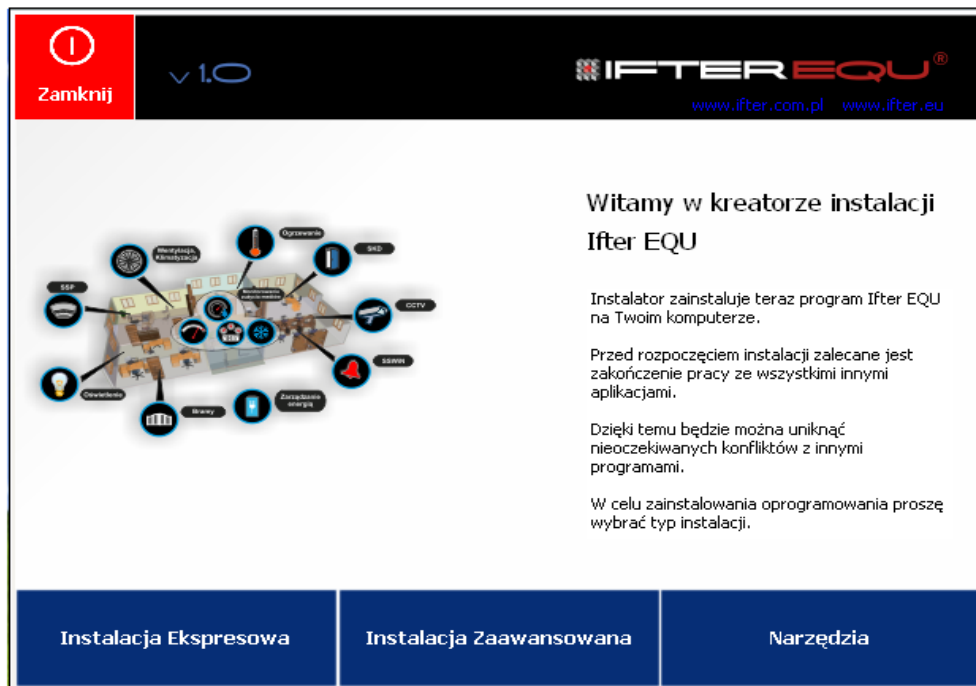 Zamknij
v 1.0
IFTER EQU®
www.ifter.com.pl www.ifter.eu
Witamy w kreatorze instalacji
Ifter EQU
Instalator zainstaluje teraz program Ifter EQU
na Twoim komputerze.
Przed rozpoczęciem instalacji zalecane jest
zakończenie pracy ze wszystkimi innymi
aplikacjami.
Dzięki temu będzie można uniknąć
nieoczekiwanych konfliktów z innymi
programami.
W celu zainstalowania oprogramowania proszę
wybrać typ instalacji.
Ogrzewanie
Wentylacja,
Klimatyzacja
SKD
SSP
Monitorowanie
zużycia mediów
CCTV
SSWIN
Oświetlenie
Bramy
Zarządzanie
energią
Instalacja Ekspresowa
Instalacja Zaawansowana
Narzędzia